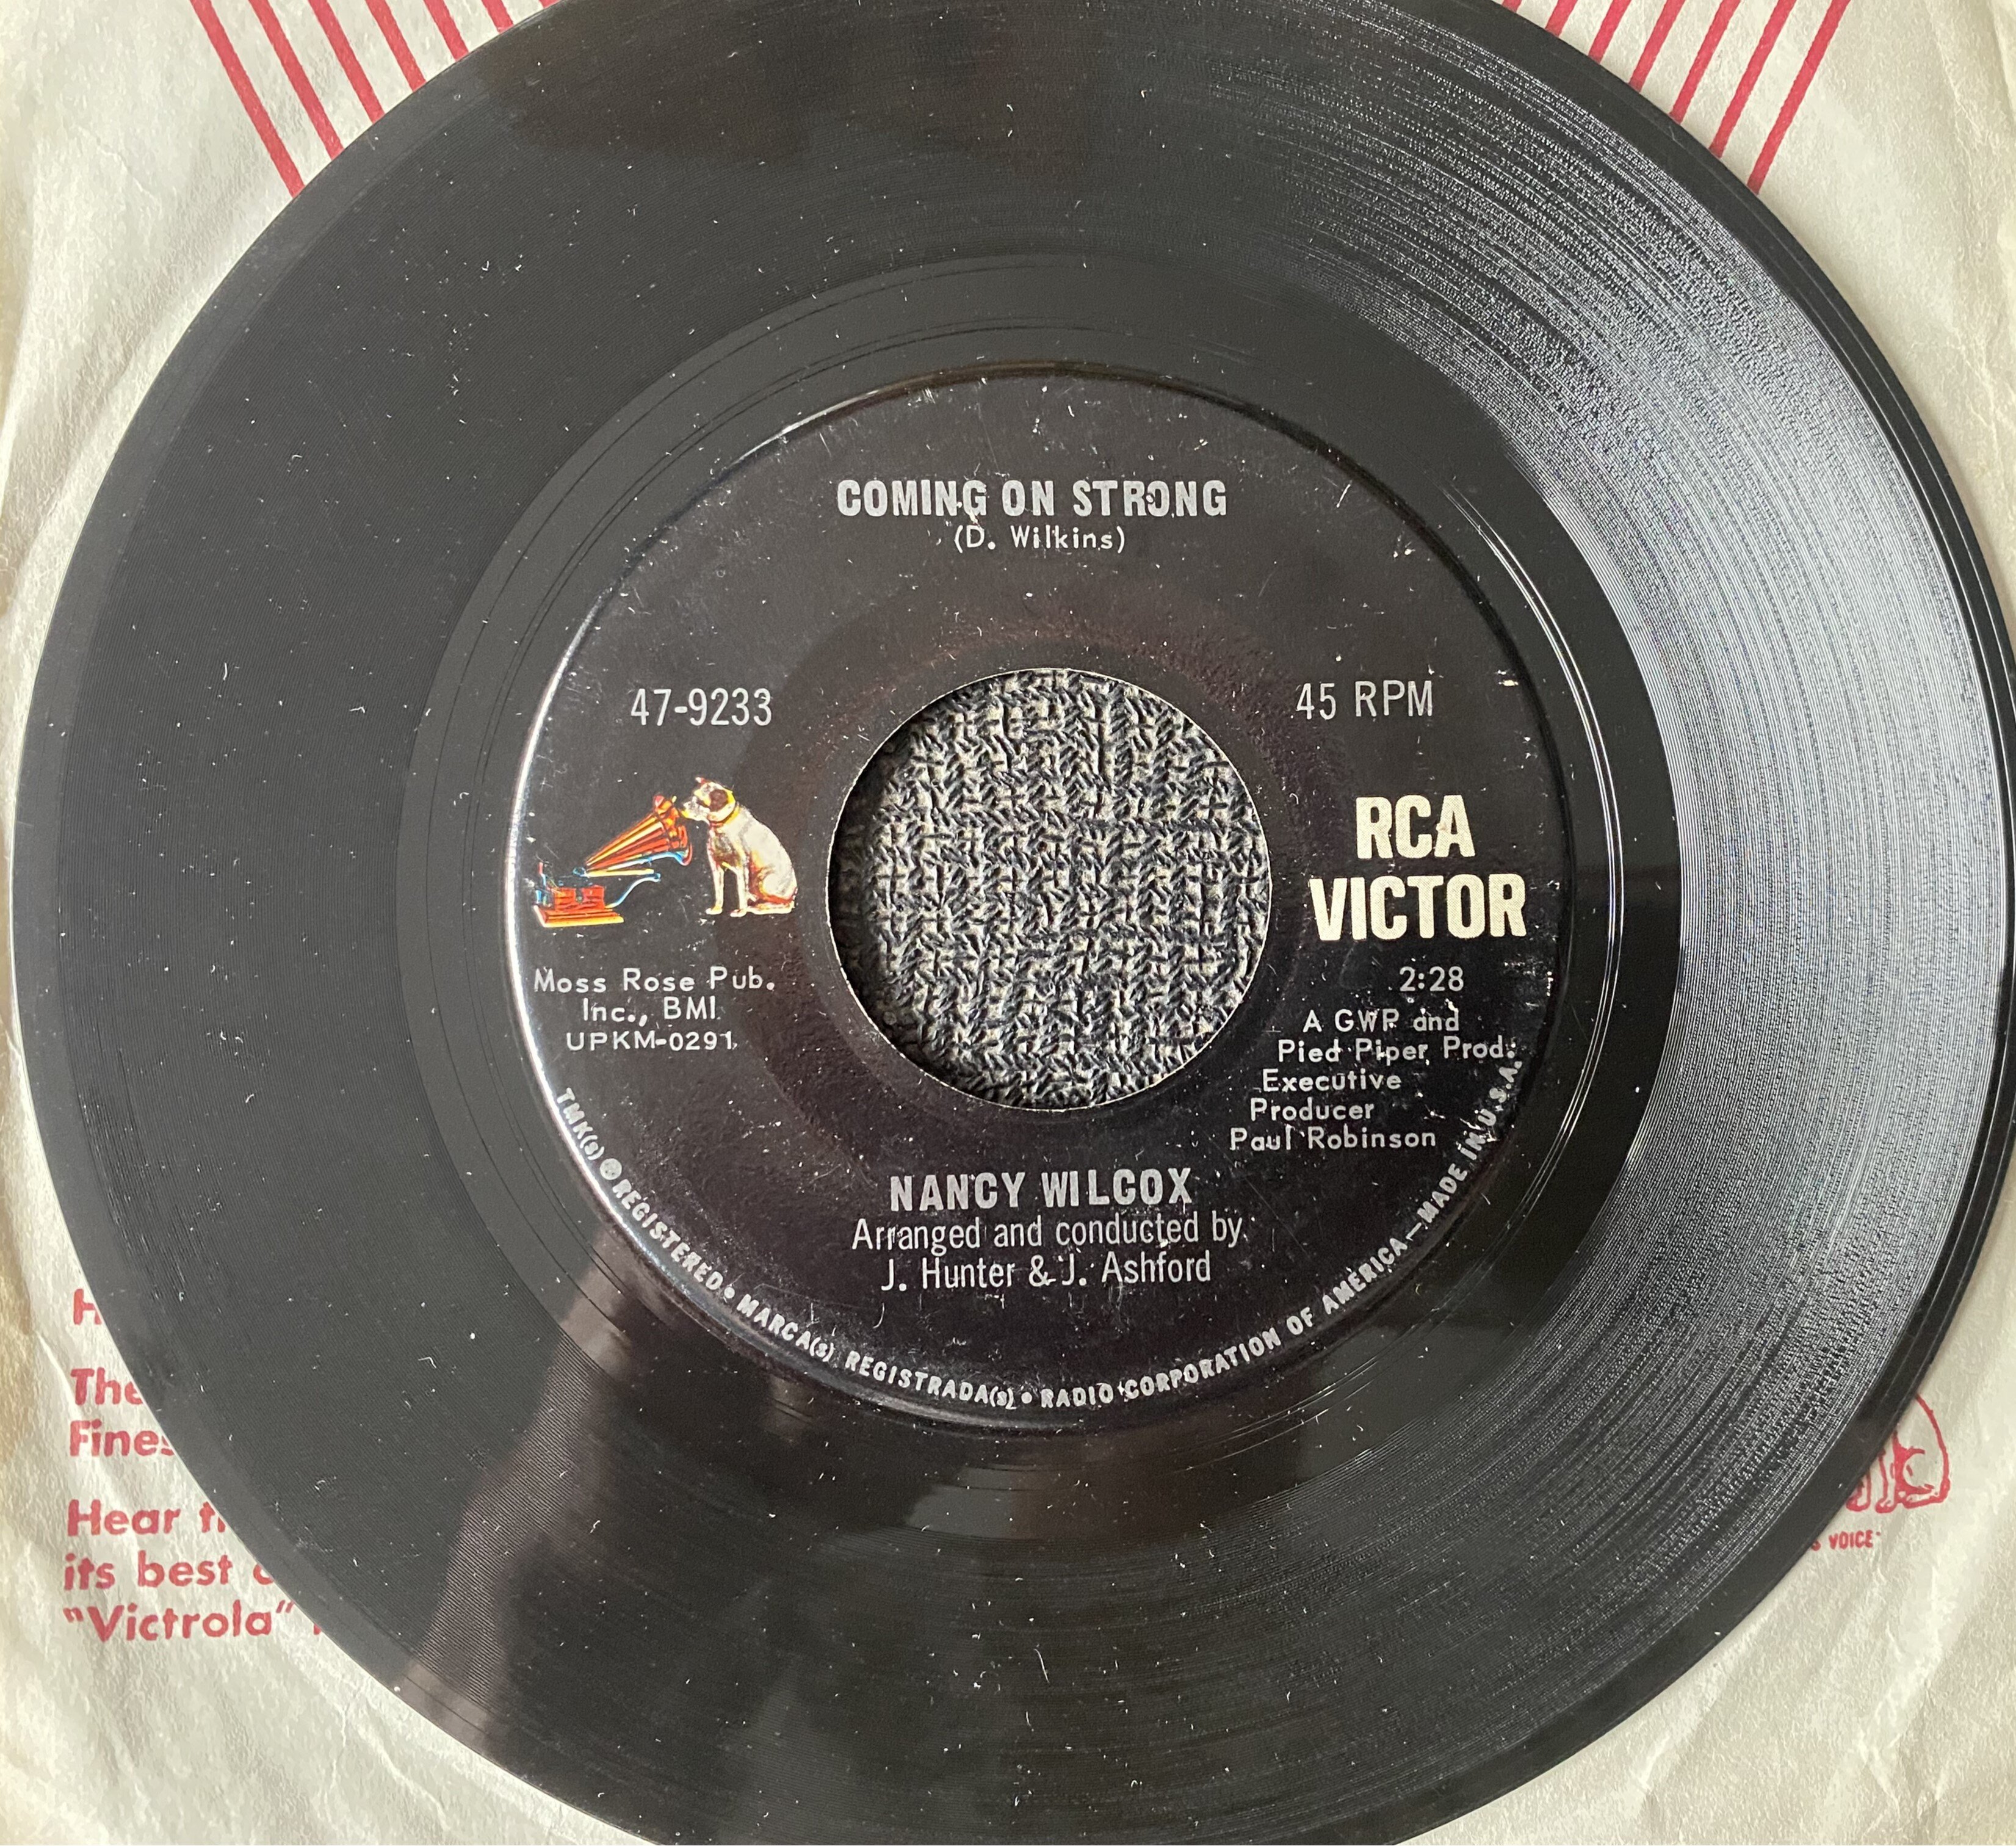 COMING ON STRONG
(D. Wilkins)
47-9233
45 RPM
RCA
VICTOR
Moss Rose Pub.
Inc., BMI
UPKM-0291
2:28
A GWP and
Pied Piper Prod.
Executive
Producer
Paul Robinson
NANCY WILCOX
Arranged and conducted by
J. Hunter & J. Ashford
TMK(s) ® REGISTERED • MARCA(s) REGISTRADA(s) • RADIO CORPORATION OF AMERICA—MADE IN U.S.A.
The
Hear
its best
"Victrola"
VOICE"